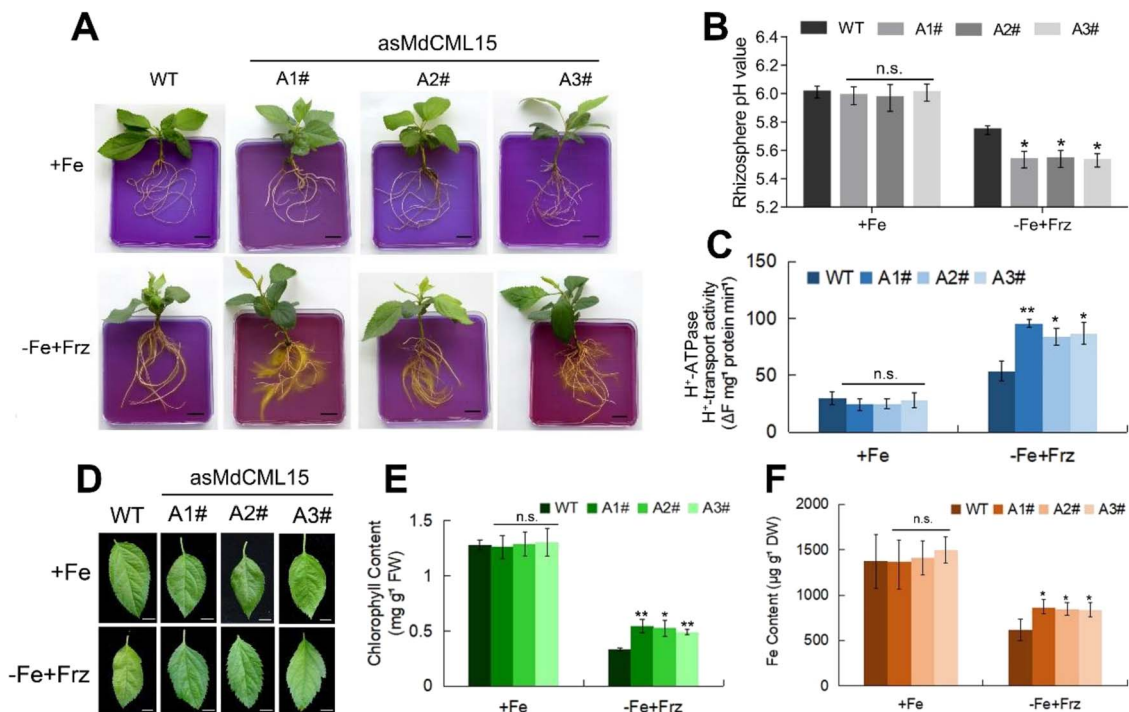 A
asMdCML15
WT
A1#
A2#
A3#
+Fe
-Fe+Frz
B
WT A1# A2# A3#
Rhizosphere pH value
6.4
6.2
6.0
5.8
5.6
5.4
5.2
n.s.
* * *
+Fe
-Fe+Frz
C
WT A1# A2# A3#
H⁺-ATPase
H⁺-transport activity
(ΔF mg⁻¹ protein min⁻¹)
150
100
50
0
n.s.
** * *
+Fe
-Fe+Frz
D
asMdCML15
WT A1# A2# A3#
+Fe
-Fe+Frz
E
WT A1# A2# A3#
Chlorophyll Content
(mg g⁻¹ FW)
1.5
1
0.5
0
n.s.
** * **
+Fe
-Fe+Frz
F
WT A1# A2# A3#
Fe Content (µg g⁻¹ DW)
2000
1500
1000
500
0
n.s.
* * *
+Fe
-Fe+Frz